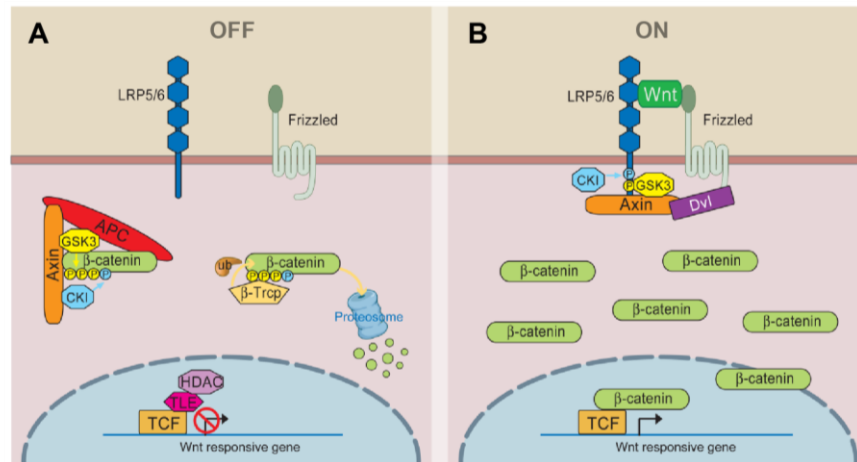 A
OFF
LRP5/6
Frizzled
APC
GSK3
β-catenin
Axin
P P P P
CKI
ub
β-catenin
P P P P
β-Trcp
Proteosome
HDAC
TLE
TCF
Wnt responsive gene
B
ON
LRP5/6
Wnt
Frizzled
CKI
P
P
GSK3
Axin
Dvl
β-catenin
β-catenin
β-catenin
β-catenin
β-catenin
β-catenin
β-catenin
TCF
Wnt responsive gene